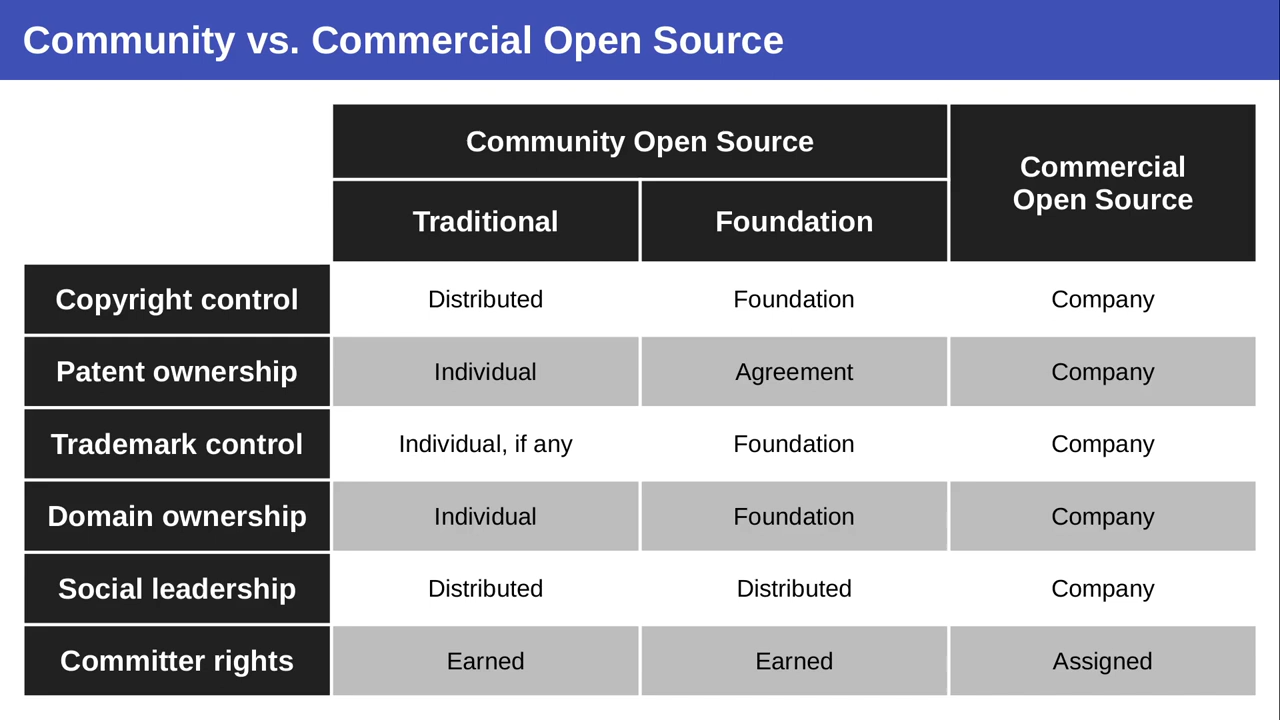 Community vs. Commercial Open Source
Community Open Source
Commercial
Open Source
Traditional
Foundation
Copyright control
Distributed
Foundation
Company
Patent ownership
Individual
Agreement
Company
Trademark control
Individual, if any
Foundation
Company
Domain ownership
Individual
Foundation
Company
Social leadership
Distributed
Distributed
Company
Committer rights
Earned
Earned
Assigned